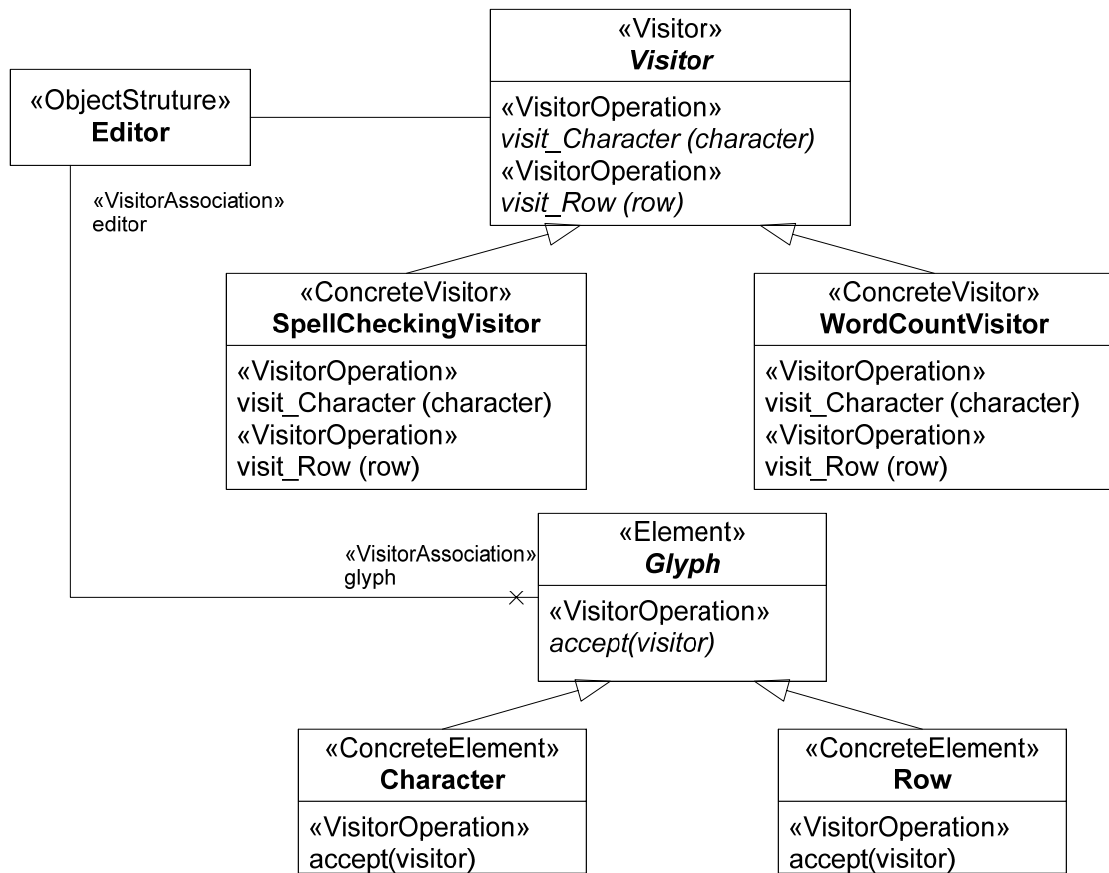 «Visitor»
Visitor
«VisitorOperation»
visit_Character (character)
«VisitorOperation»
visit_Row (row)
«ObjectStruture»
Editor
«VisitorAssociation»
editor
«ConcreteVisitor»
SpellCheckingVisitor
«VisitorOperation»
visit_Character (character)
«VisitorOperation»
visit_Row (row)
«ConcreteVisitor»
WordCountVisitor
«VisitorOperation»
visit_Character (character)
«VisitorOperation»
visit_Row (row)
«VisitorAssociation»
glyph
«Element»
Glyph
«VisitorOperation»
accept(visitor)
«ConcreteElement»
Character
«VisitorOperation»
accept(visitor)
«ConcreteElement»
Row
«VisitorOperation»
accept(visitor)